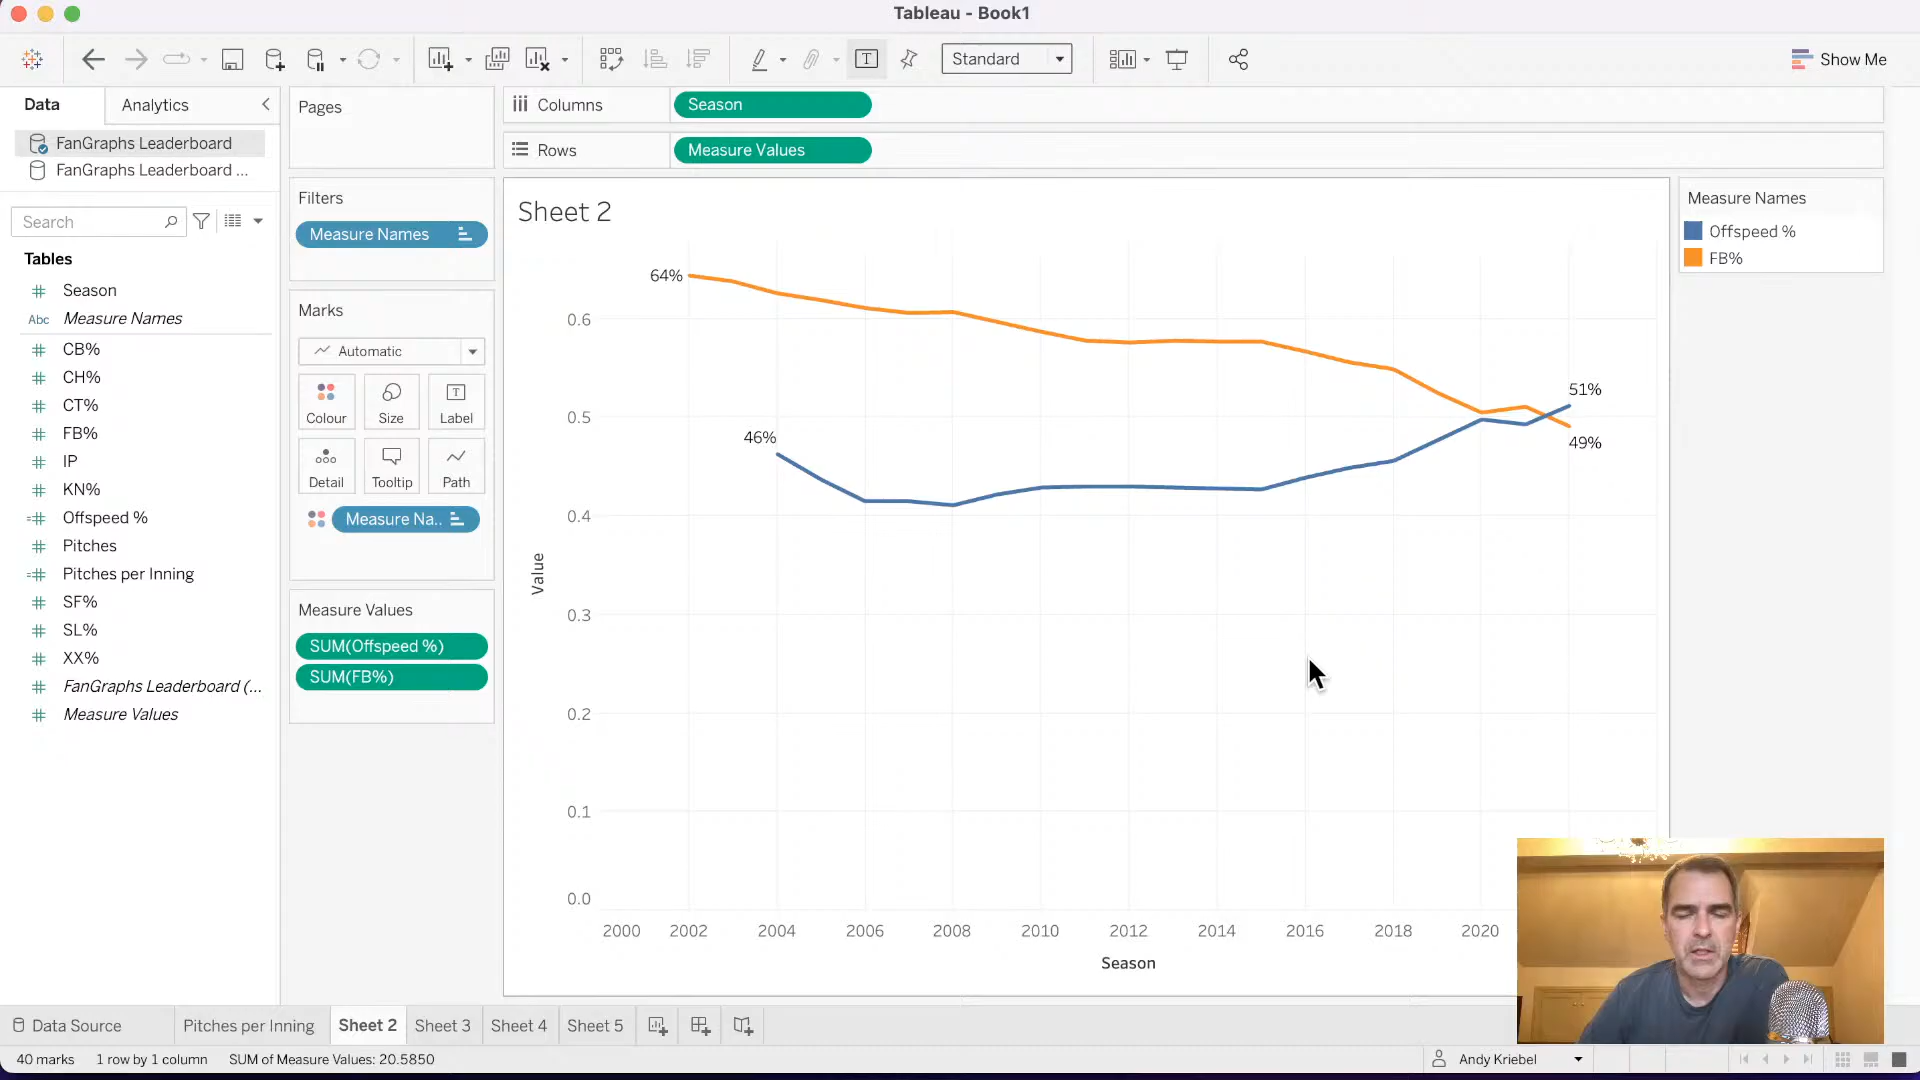 Tableau - Book1
Standard
Show Me
Data
Analytics
FanGraphs Leaderboard
FanGraphs Leaderboard ...
Search
Tables
Season
Abc Measure Names
CB%
CH%
CT%
FB%
IP
KN%
Offspeed %
Pitches
Pitches per Inning
SF%
SL%
XX%
FanGraphs Leaderboard (...
Measure Values
Pages
Filters
Measure Names
Marks
Automatic
Colour
Size
Label
Detail
Tooltip
Path
Measure Na..
Measure Values
SUM(Offspeed %)
SUM(FB%)
Columns
Season
Rows
Measure Values
Sheet 2
64%
0.6
51%
0.5
46%
49%
0.4
Value
0.3
0.2
0.1
0.0
2000 2002 2004 2006 2008 2010 2012 2014 2016 2018 2020
Season
Measure Names
Offspeed %
FB%
Data Source
Pitches per Inning
Sheet 2
Sheet 3
Sheet 4
Sheet 5
40 marks
1 row by 1 column
SUM of Measure Values: 20.5850
Andy Kriebel